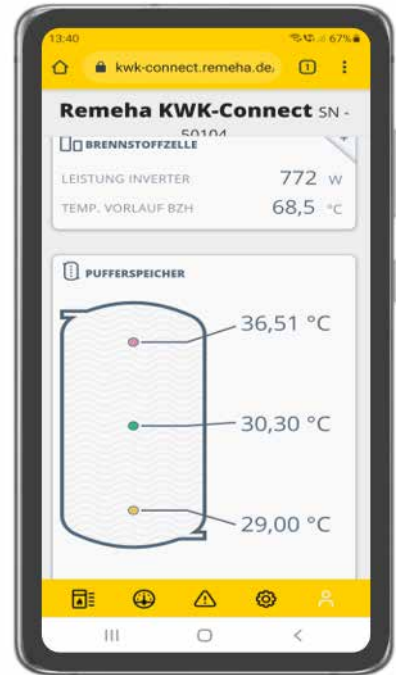 13:40 67%
kwk-connect.remeha.de/ 1
Remeha KWK-Connect SN -
50104
BRENNSTOFFZELLE
LEISTUNG INVERTER 772 W
TEMP. VORLAUF BZH 68,5 °C
PUFFERSPEICHER
36,51 °C
30,30 °C
29,00 °C